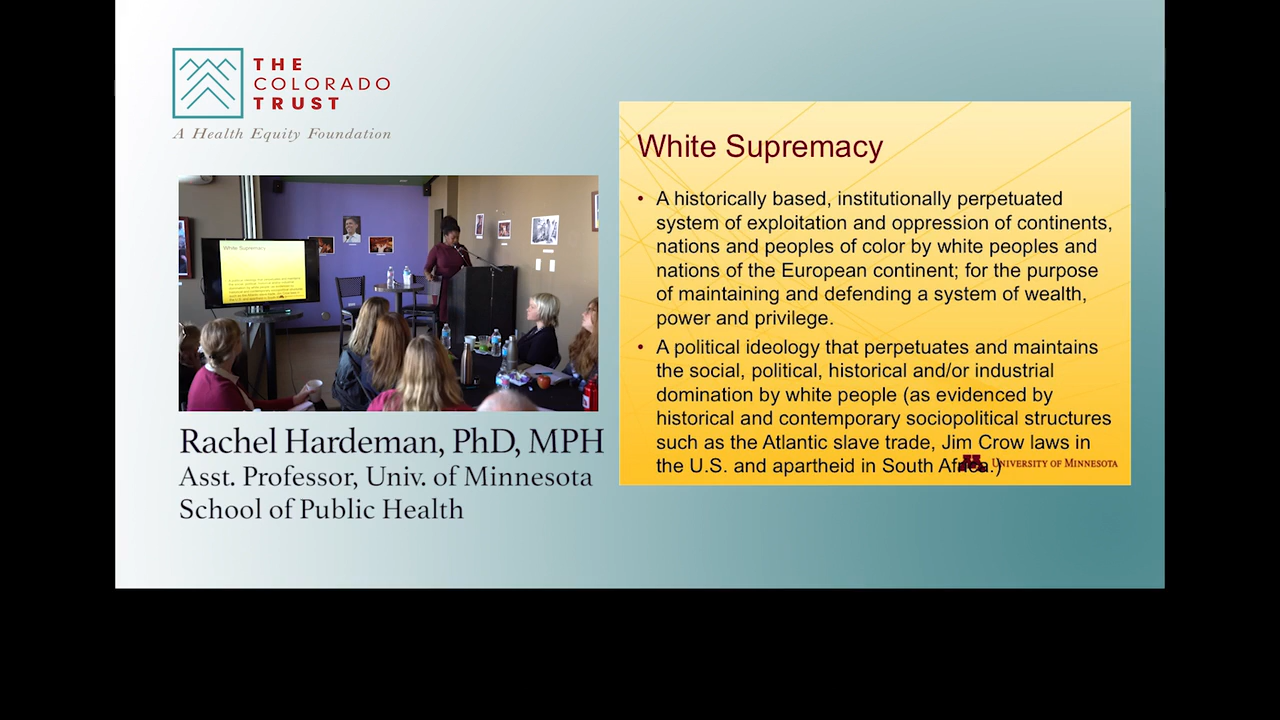 THE
COLORADO
TRUST
A Health Equity Foundation
White Supremacy
Rachel Hardeman, PhD, MPH
Asst. Professor, Univ. of Minnesota
School of Public Health
White Supremacy
• A historically based, institutionally perpetuated
system of exploitation and oppression of continents,
nations and peoples of color by white peoples and
nations of the European continent; for the purpose
of maintaining and defending a system of wealth,
power and privilege.
• A political ideology that perpetuates and maintains
the social, political, historical and/or industrial
domination by white people (as evidenced by
historical and contemporary sociopolitical structures
such as the Atlantic slave trade, Jim Crow laws in
the U.S. and apartheid in South Africa.)
UNIVERSITY OF MINNESOTA